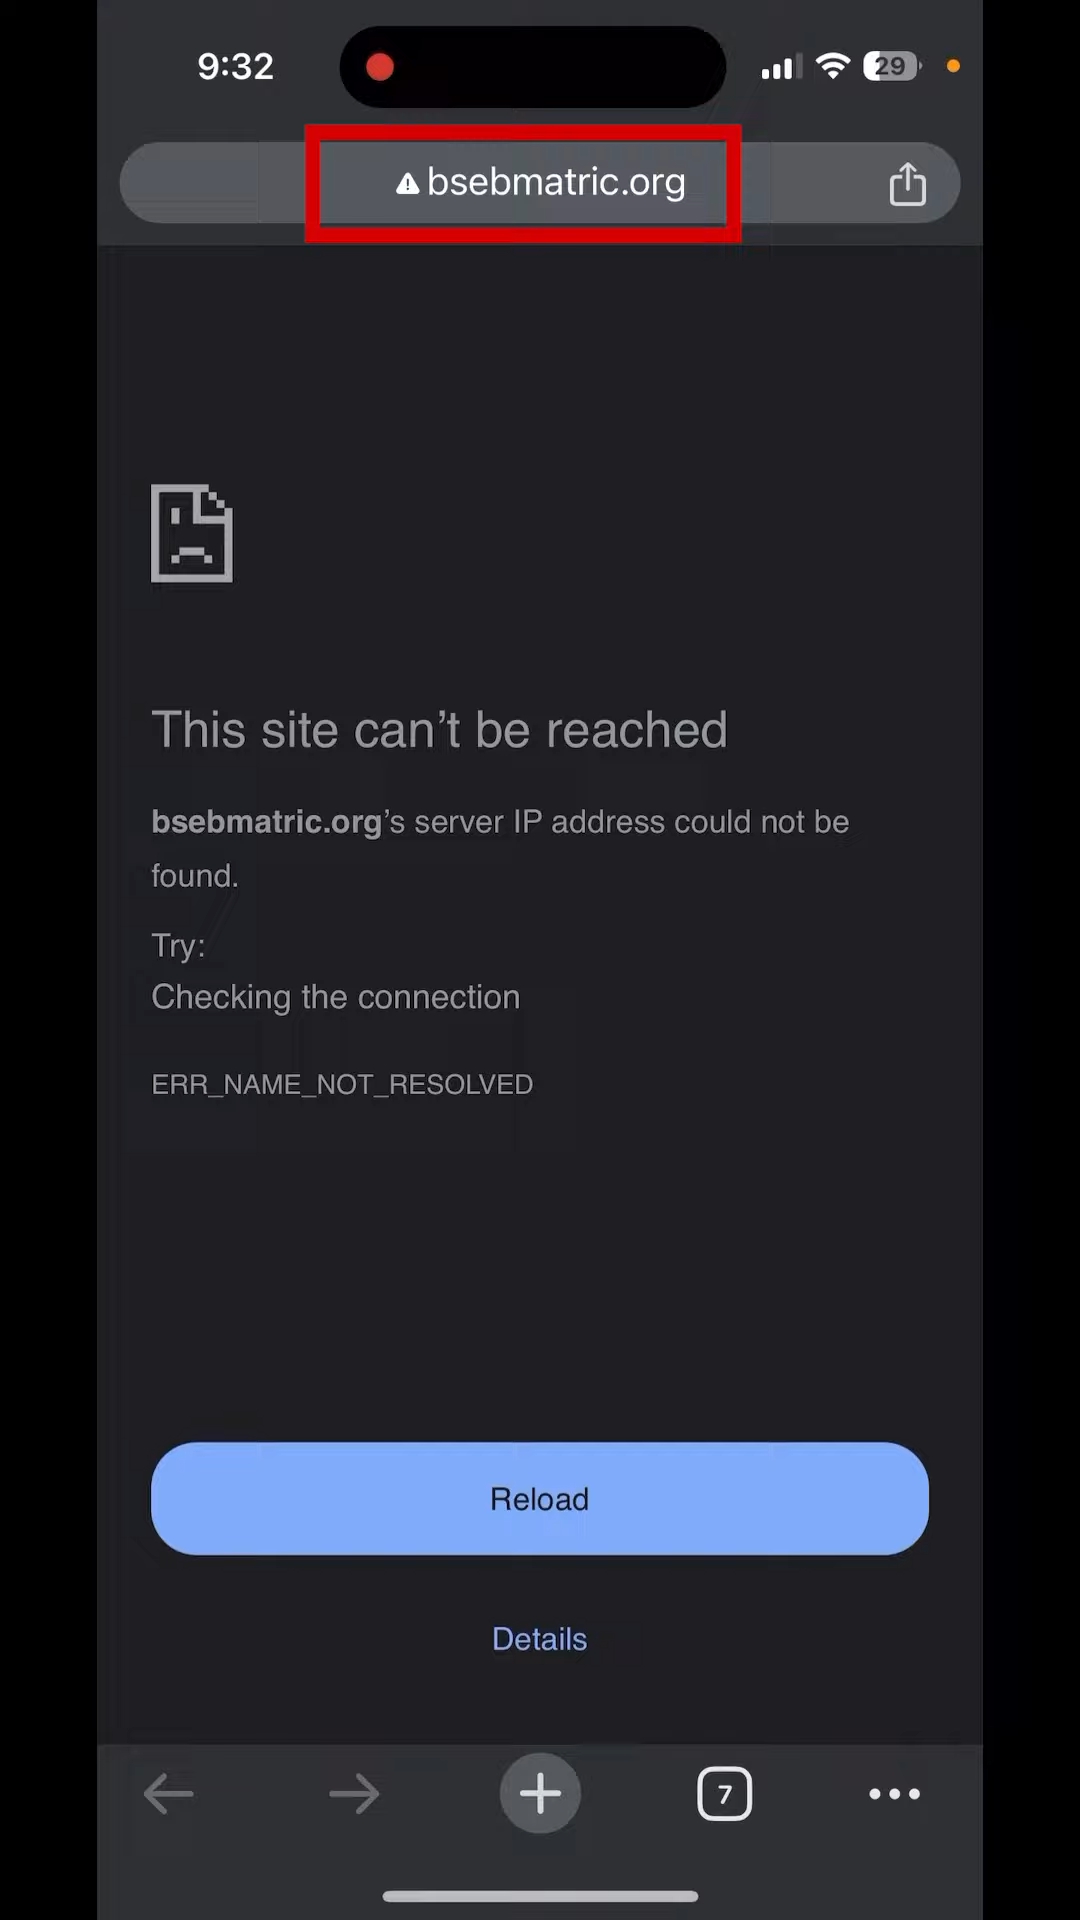 9:32
29
bsebmatric.org
This site can’t be reached
bsebmatric.org’s server IP address could not be
found.
Try:
Checking the connection
ERR_NAME_NOT_RESOLVED
Reload
Details
7